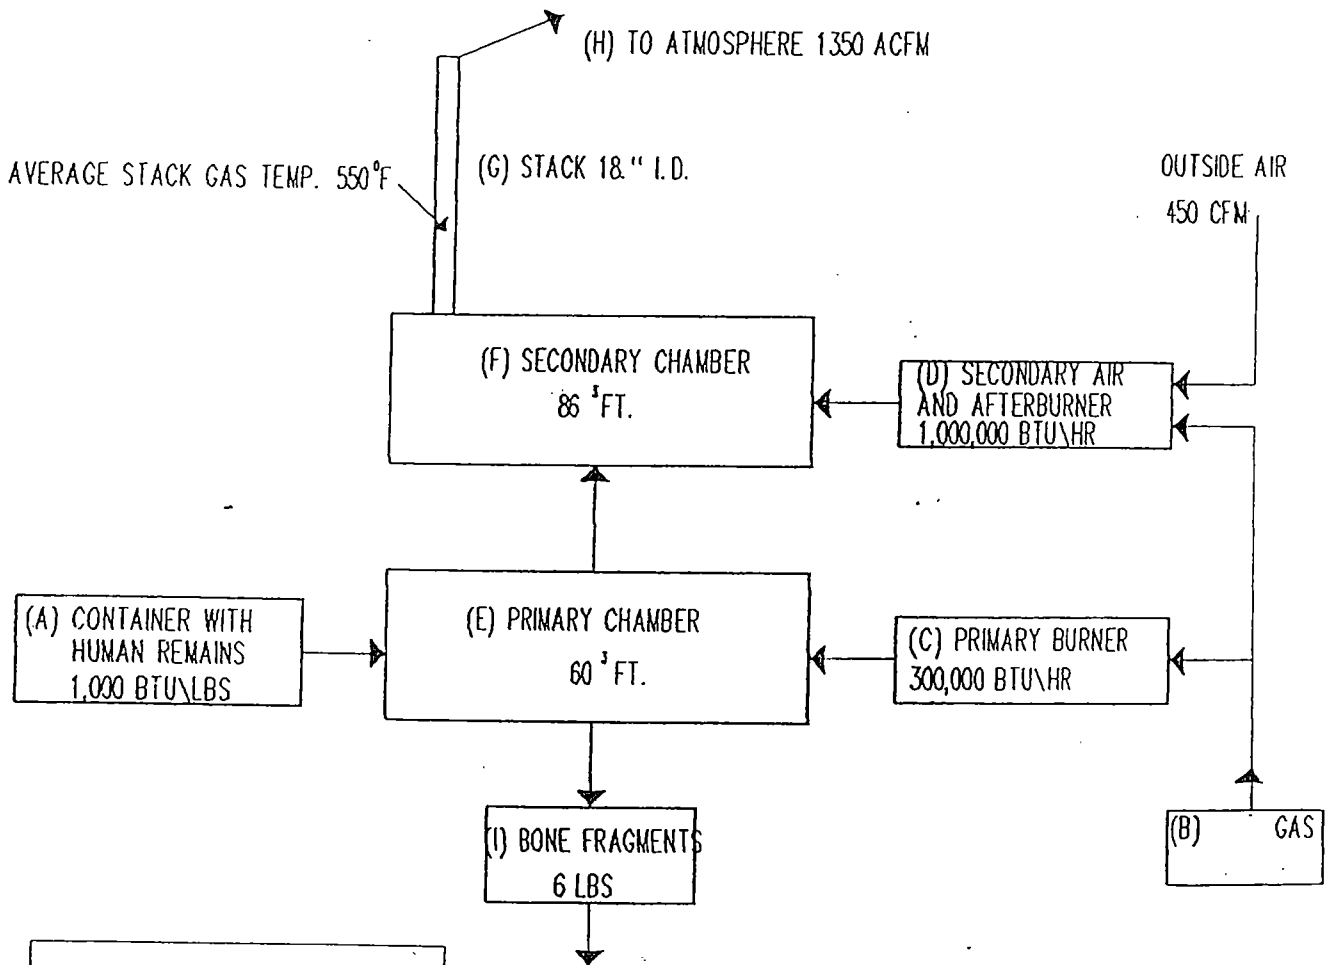 (H) TO ATMOSPHERE 1350 ACFM
AVERAGE STACK GAS TEMP. 550°F
(G) STACK 18." I.D.
OUTSIDE AIR
450 CFM
(F) SECONDARY CHAMBER
86 ³FT.
(D) SECONDARY AIR
AND AFTERBURNER
1,000,000 BTU\HR
(A) CONTAINER WITH
HUMAN REMAINS
1,000 BTU\LBS
(E) PRIMARY CHAMBER
60 ³FT.
(C) PRIMARY BURNER
300,000 BTU\HR
(I) BONE FRAGMENTS
6 LBS
(B) GAS